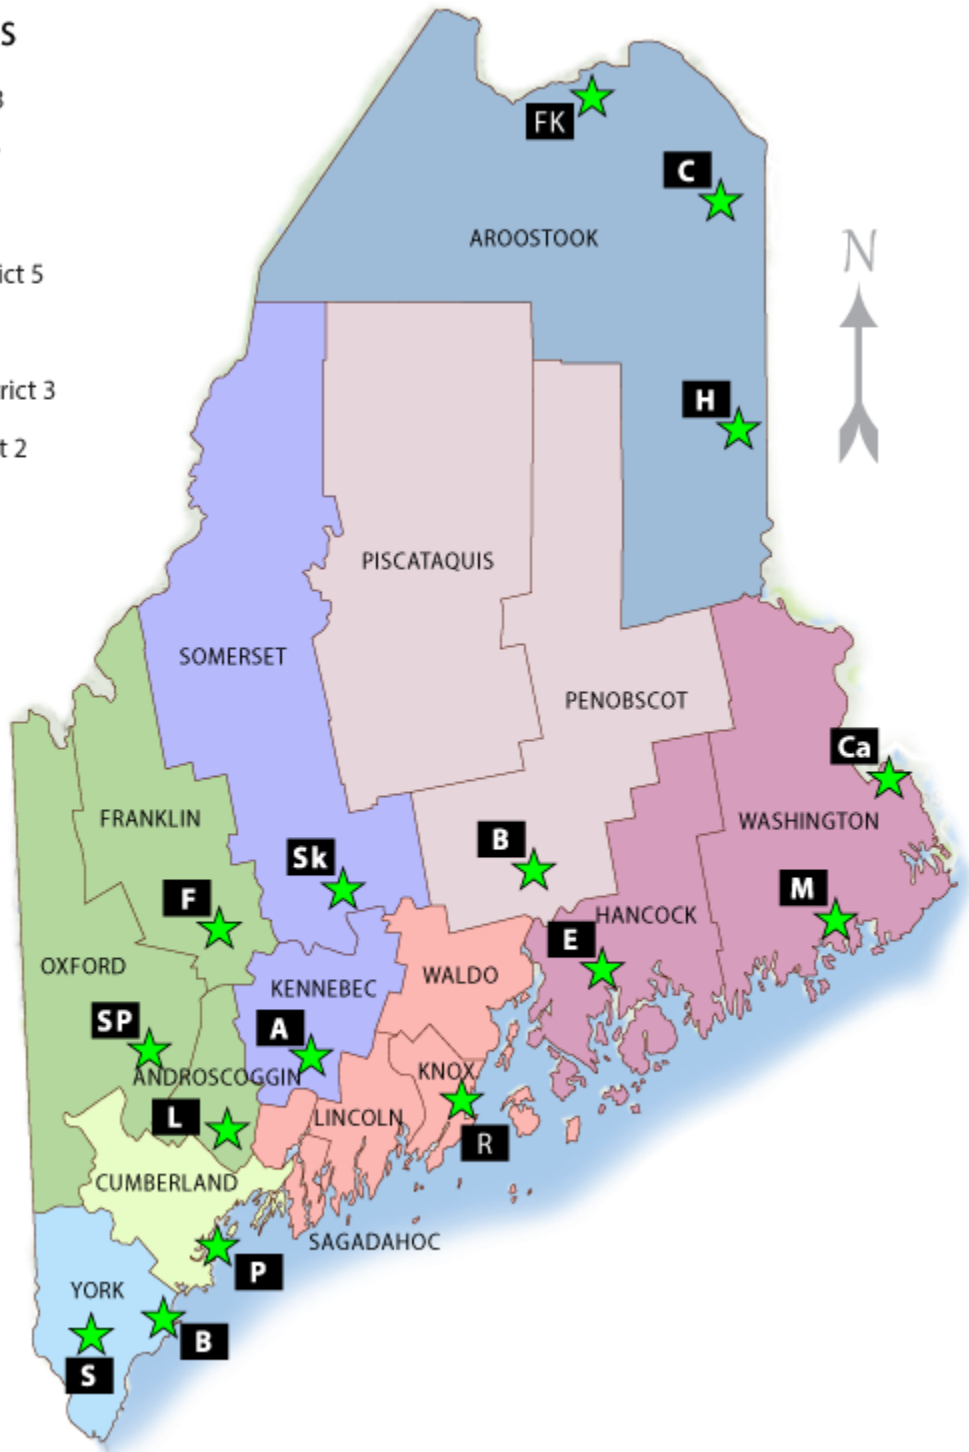 S
3
FK
C
AROOSTOOK
N
ict 5
rict 3
H
t 2
PISCATAQUIS
SOMERSET
PENOBSCOT
Ca
FRANKLIN
WASHINGTON
B
Sk
M
F
HANCOCK
E
OXFORD
WALDO
KENNEBEC
SP
A
KNOX
ANDROSCOGGIN
L
LINCOLN
R
CUMBERLAND
SAGADAHOC
P
YORK
B
S